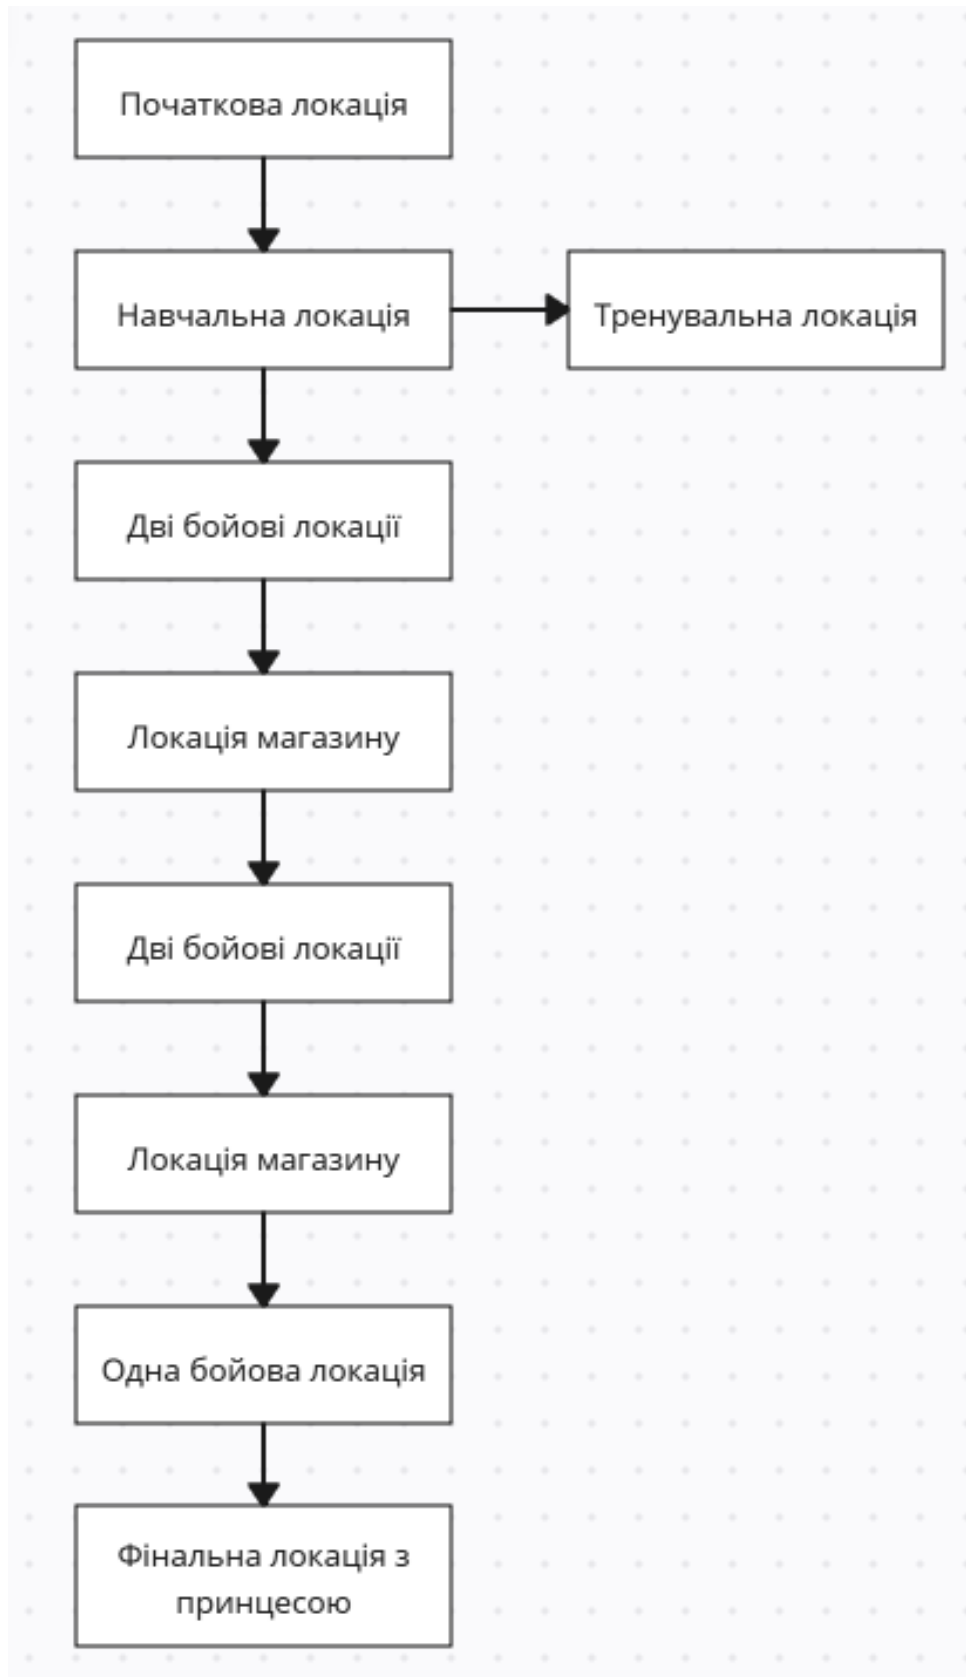 Початкова локація
Навчальна локація
Тренувальна локація
Дві бойові локації
Локація магазину
Дві бойові локації
Локація магазину
Одна бойова локація
Фінальна локація з
принцесою